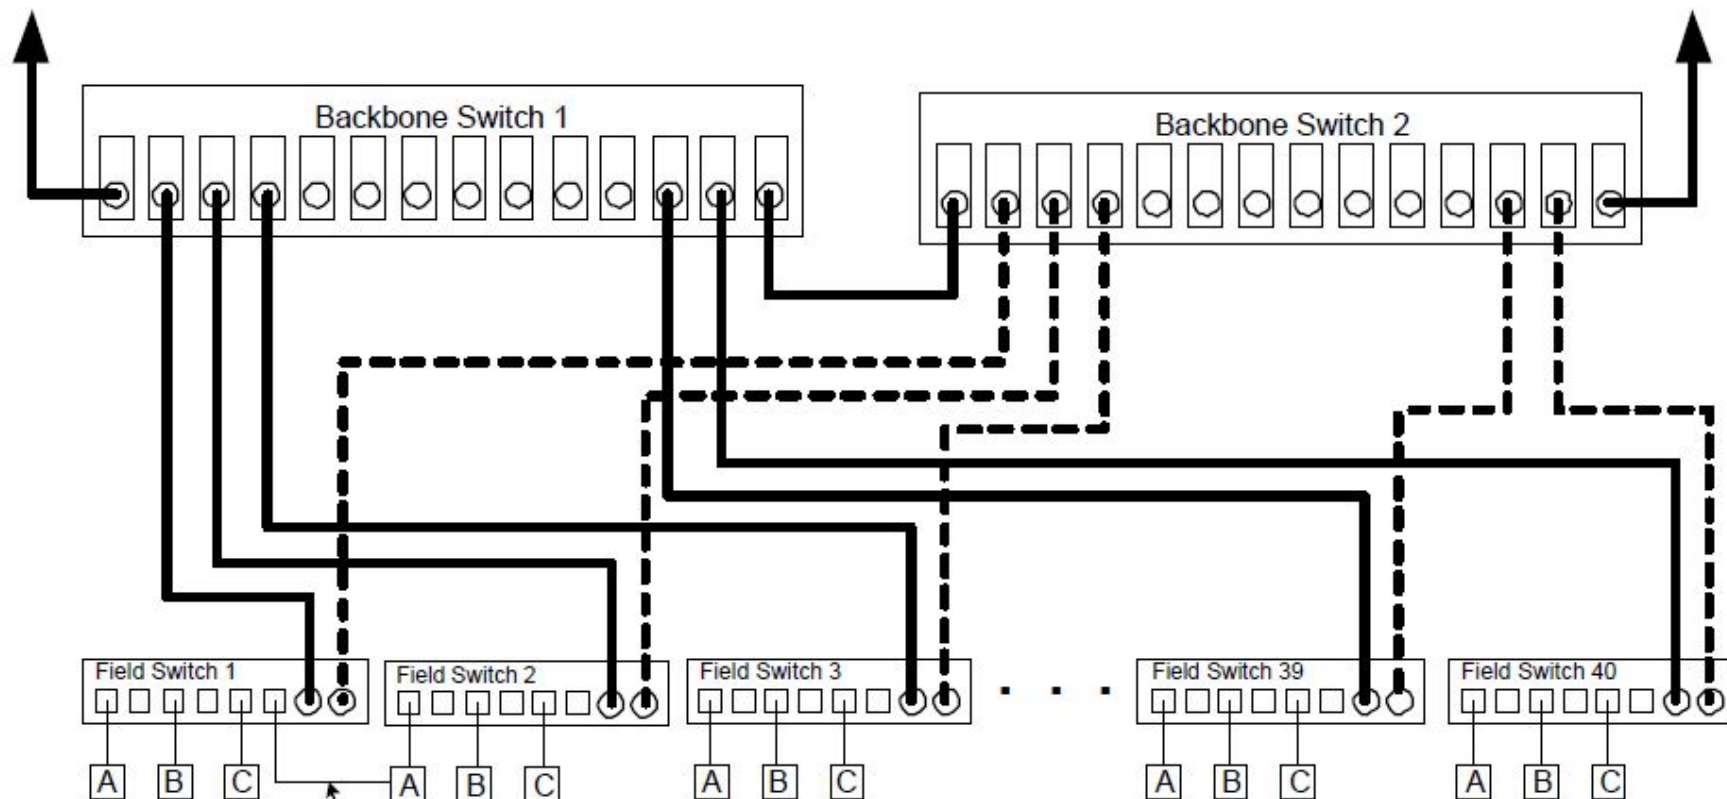 Backbone Switch 1
Backbone Switch 2
Field Switch 1
Field Switch 2
Field Switch 3
. . .
Field Switch 39
Field Switch 40
A B C
A B C
A B C
A B C
A B C